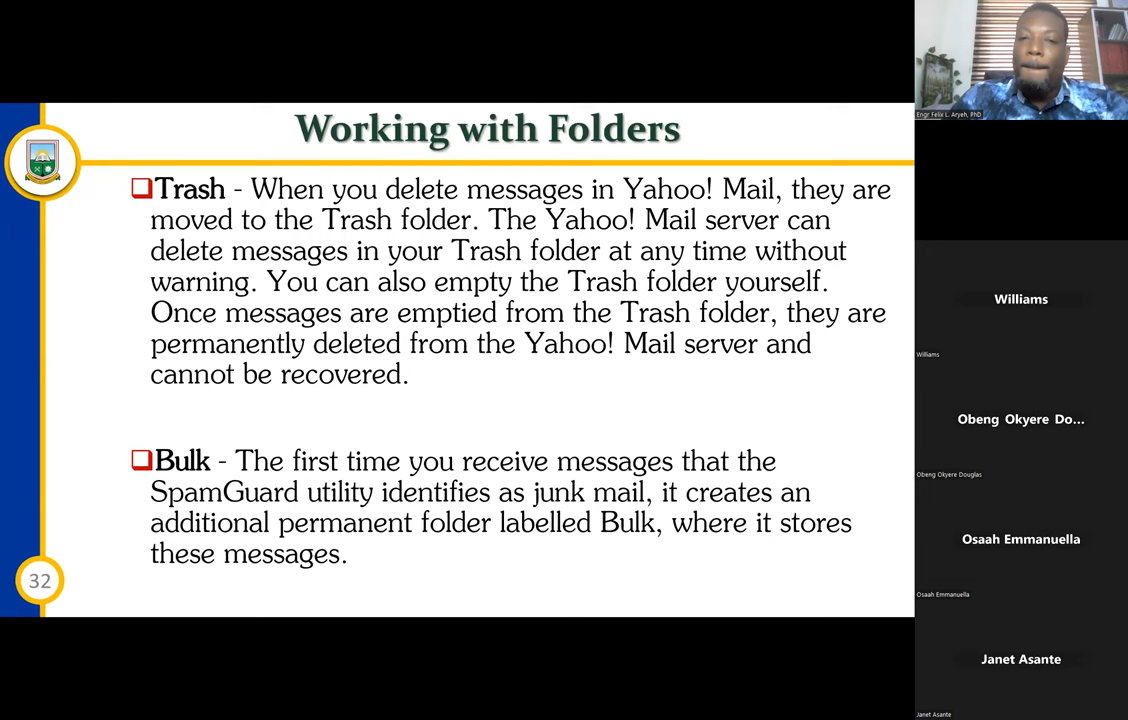 Working with Folders
Trash - When you delete messages in Yahoo! Mail, they are
moved to the Trash folder. The Yahoo! Mail server can
delete messages in your Trash folder at any time without
warning. You can also empty the Trash folder yourself.
Once messages are emptied from the Trash folder, they are
permanently deleted from the Yahoo! Mail server and
cannot be recovered.
Bulk - The first time you receive messages that the
SpamGuard utility identifies as junk mail, it creates an
additional permanent folder labelled Bulk, where it stores
these messages.
32
Engr Felix L. Aryeh, PhD
Williams
Williams
Obeng Okyere Do...
Obeng Okyere Douglas
Osaah Emmanuella
Osaah Emmanuella
Janet Asante
Janet Asante